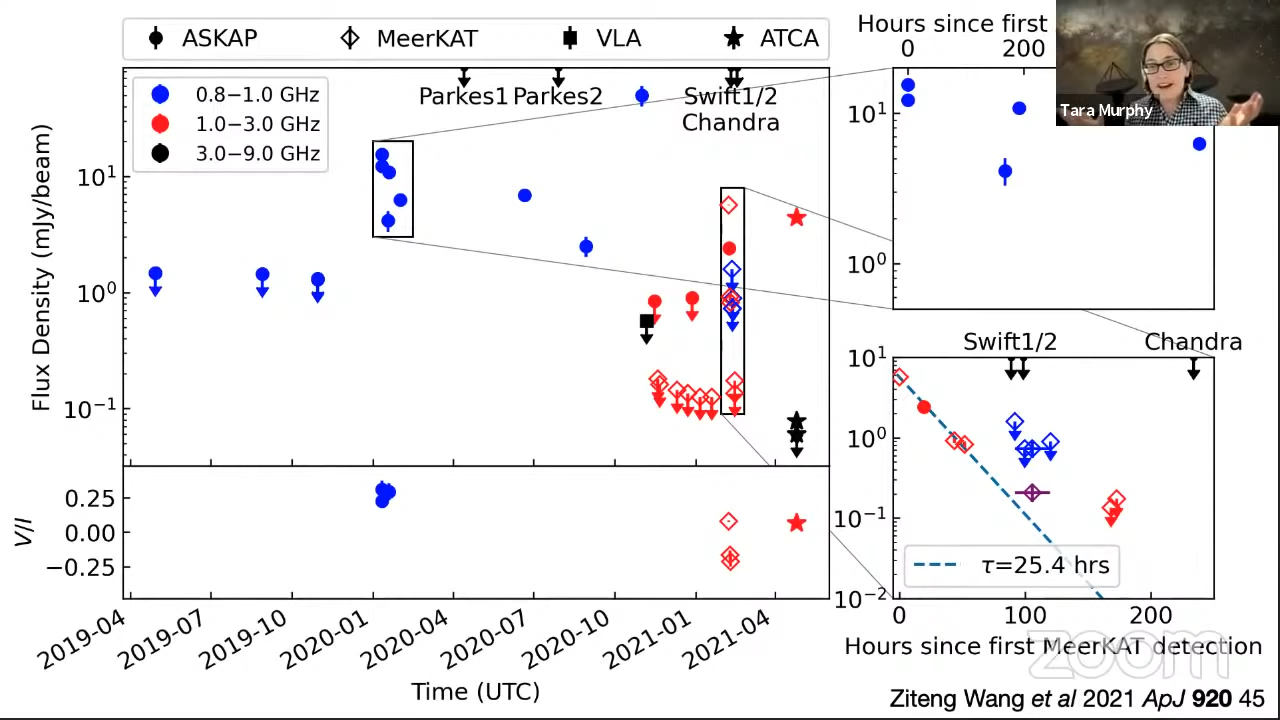 ASKAP MeerKAT VLA ATCA
0.8−1.0 GHz
1.0−3.0 GHz
3.0−9.0 GHz
Parkes1 Parkes2 Swift1/2
Chandra
Flux Density (mJy/beam)
10¹
10⁰
10⁻¹
V/I
0.25
0.00
−0.25
2019-04 2019-07 2019-10 2020-01 2020-04 2020-07 2020-10 2021-01 2021-04
Time (UTC)
Hours since first
0 200
Tara Murphy
10¹
10⁰
Swift1/2 Chandra
10¹
10⁰
10⁻¹
10⁻²
τ=25.4 hrs
0 100 200
Hours since first MeerKAT detection
zoom
Ziteng Wang et al 2021 ApJ 920 45